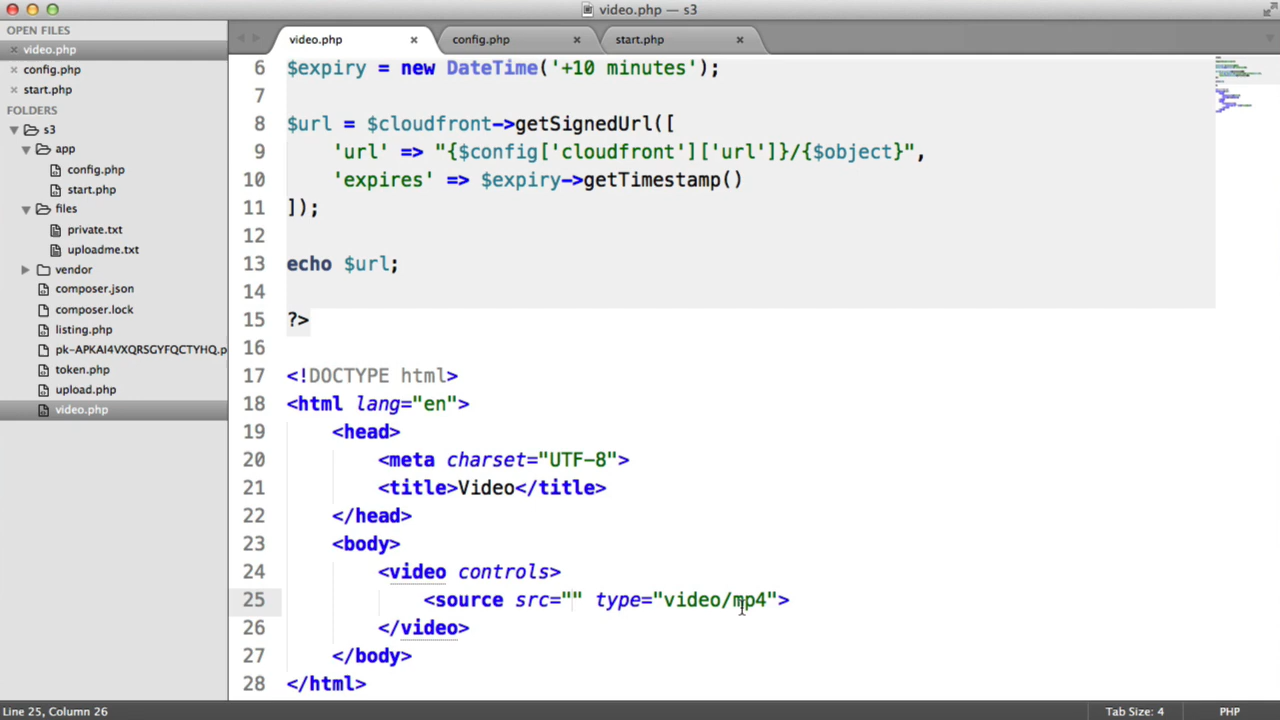 video.php — s3
OPEN FILES
video.php
config.php
start.php
FOLDERS
s3
app
config.php
start.php
files
private.txt
uploadme.txt
vendor
composer.json
composer.lock
listing.php
pk-APKAI4VXQRSGYFQCTYHQ.p
token.php
upload.php
video.php
video.php config.php start.php
6 $expiry = new DateTime('+10 minutes');
7
8 $url = $cloudfront->getSignedUrl([
9 'url' => "{$config['cloudfront']['url']}/{$object}",
10 'expires' => $expiry->getTimestamp()
11 ]);
12
13 echo $url;
14
15 ?>
16
17 <!DOCTYPE html>
18 <html lang="en">
19 <head>
20 <meta charset="UTF-8">
21 <title>Video</title>
22 </head>
23 <body>
24 <video controls>
25 <source src="" type="video/mp4">
26 </video>
27 </body>
28 </html>
Line 25, Column 26 Tab Size: 4 PHP